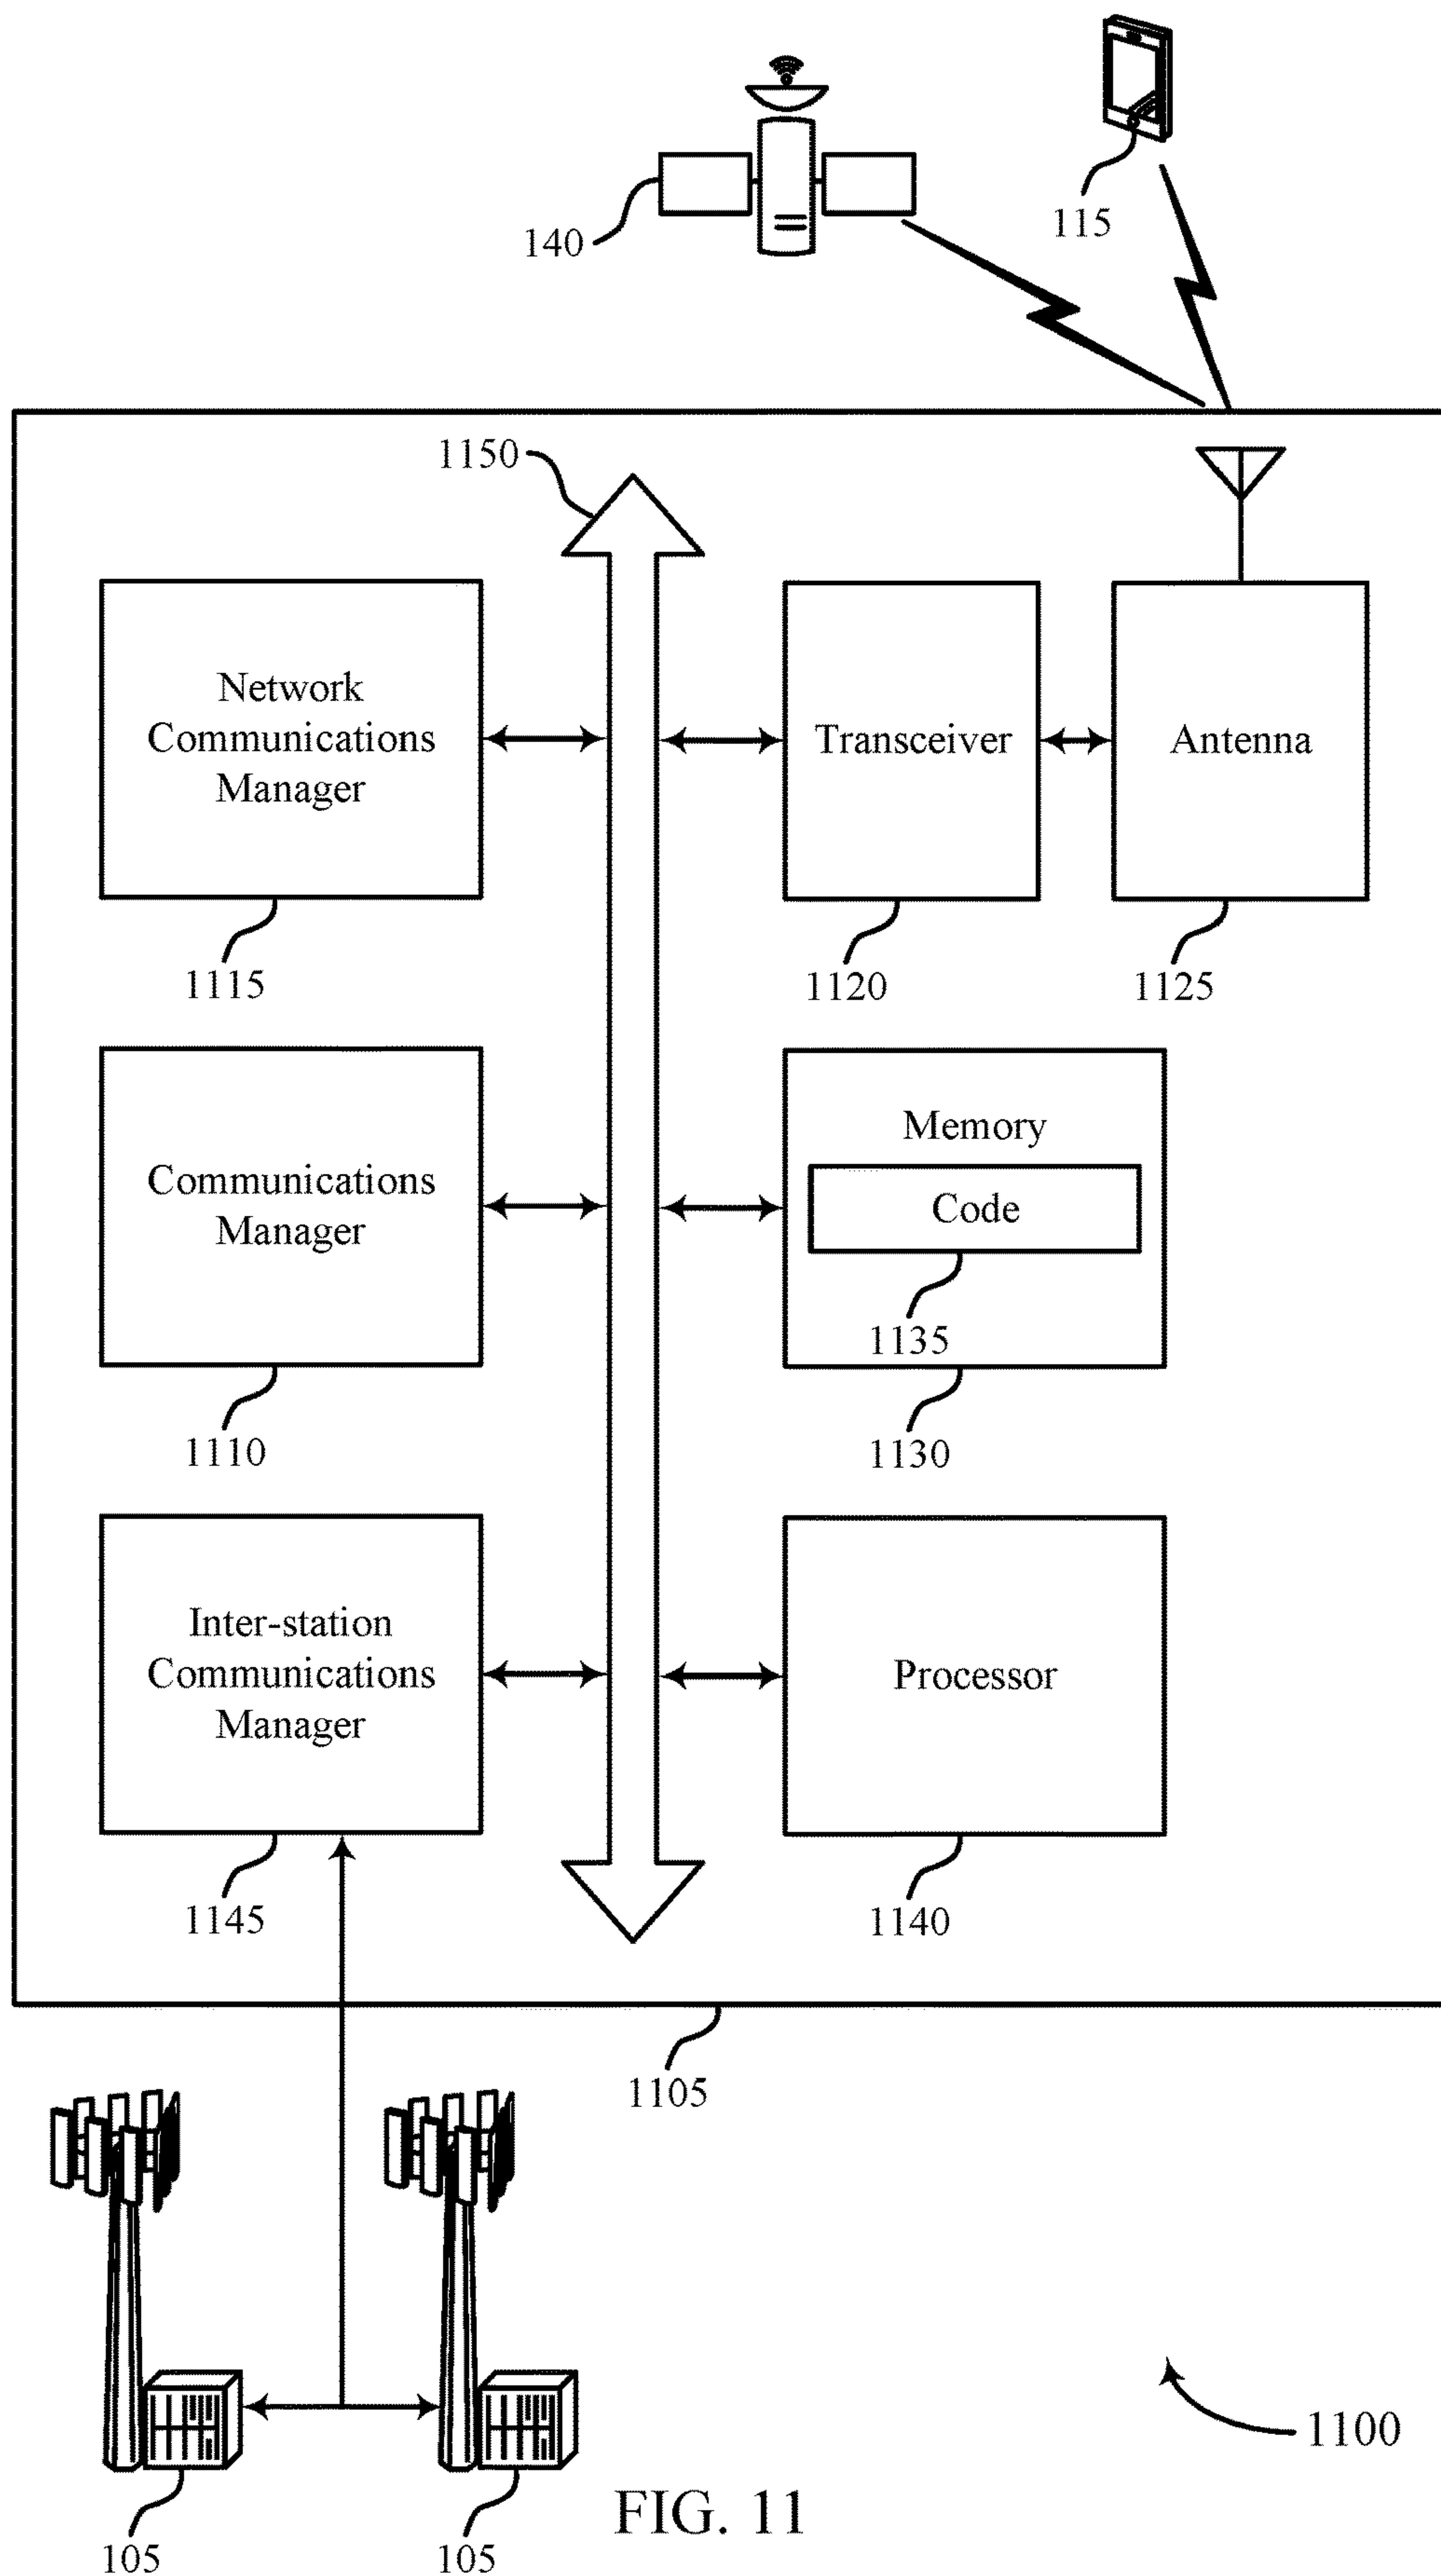 140
115
1150
Network
Communications
Manager
1115
Transceiver
1120
Antenna
1125
Communications
Manager
1110
Memory
Code
1135
1130
Inter-station
Communications
Manager
1145
Processor
1140
1105
105
105
1100
FIG. 11